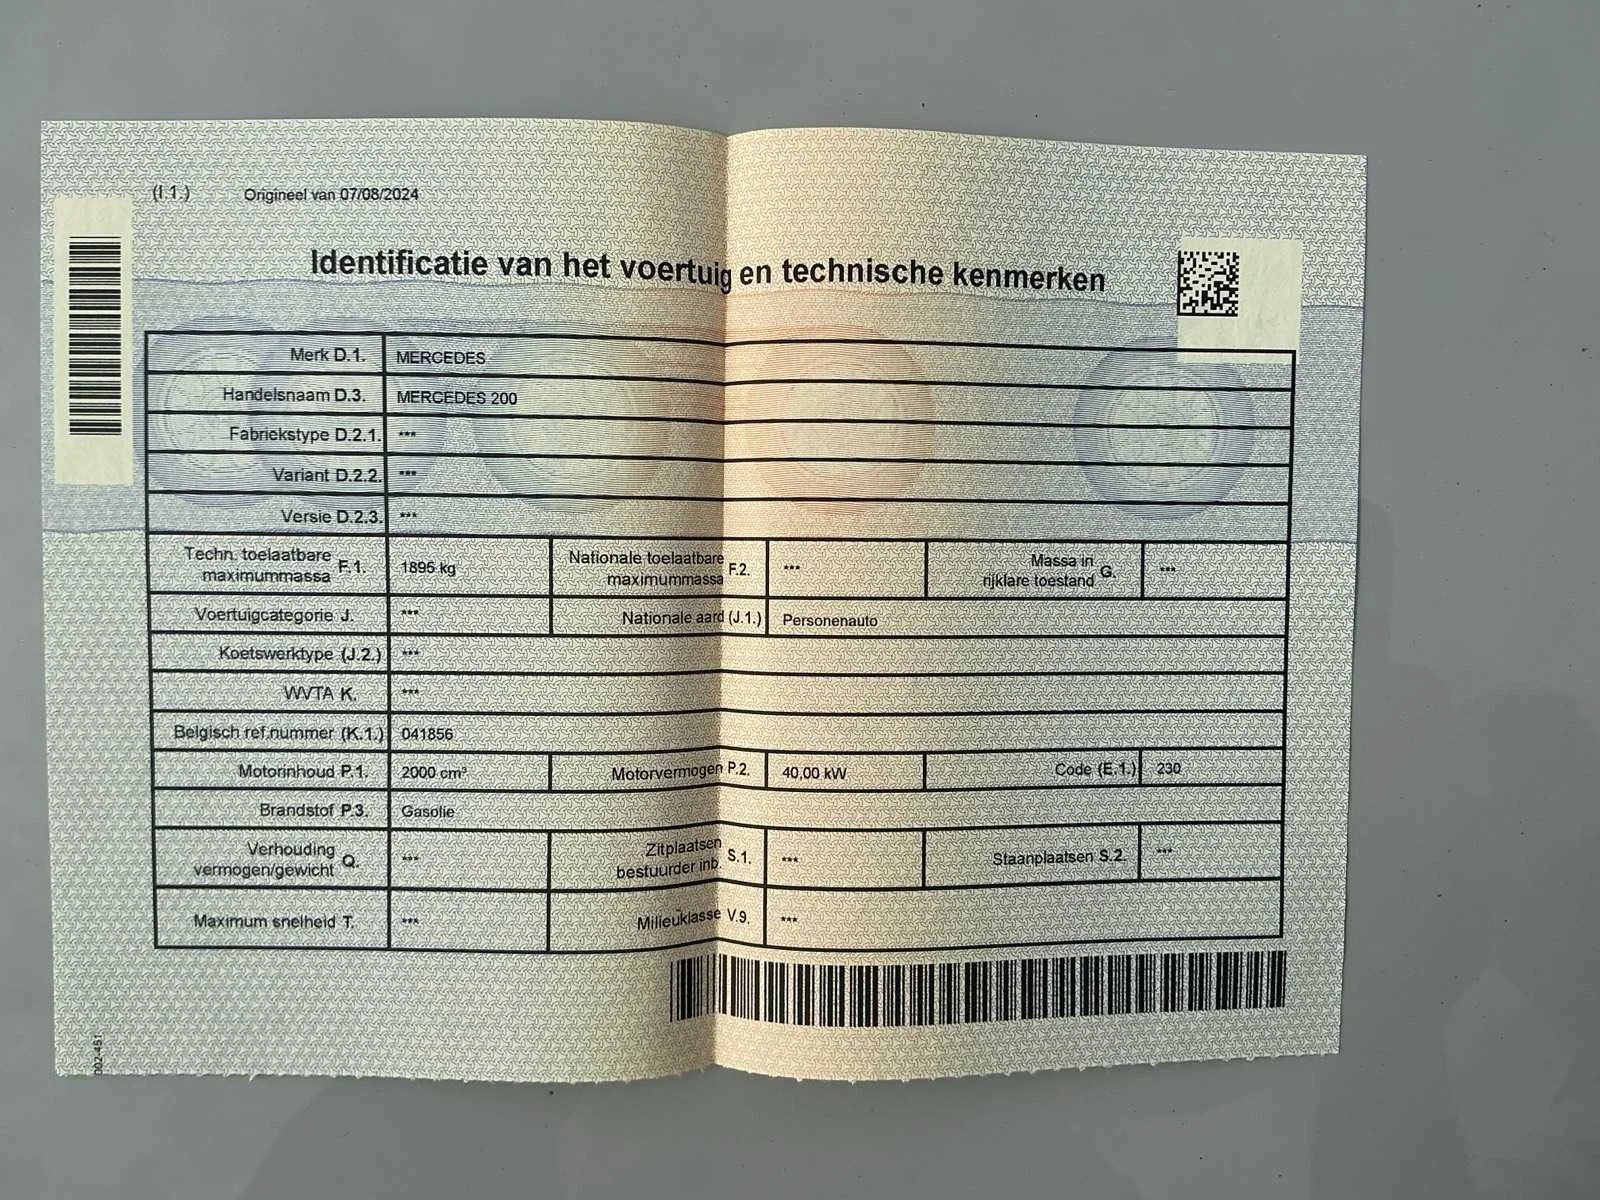 (I.1.) Origineel van 07/08/2024
Identificatie van het voertuig en technische kenmerken
Merk D.1. MERCEDES
Handelsnaam D.3. MERCEDES 200
Fabriekstype D.2.1. ***
Variant D.2.2. ***
Versie D.2.3. ***
Techn. toelaatbare maximummassa F.1. 1895 kg Nationale toelaatbare maximummassa F.2. *** Massa in rijklare toestand G. ***
Voertuigcategorie J. *** Nationale aard (J.1.) Personenauto
Koetswerktype (J.2.) ***
WVTA K. ***
Belgisch ref.nummer (K.1.) 041856
Motorinhoud P.1. 2000 cm³ Motorvermogen P.2. 40,00 kW Code (E.1.) 230
Brandstof P.3. Gasolie
Verhouding vermogen/gewicht Q. *** Zitplaatsen bestuurder inb. S.1. *** Staanplaatsen S.2. ***
Maximum snelheid T. *** Milieuklasse V.9. ***
002-451